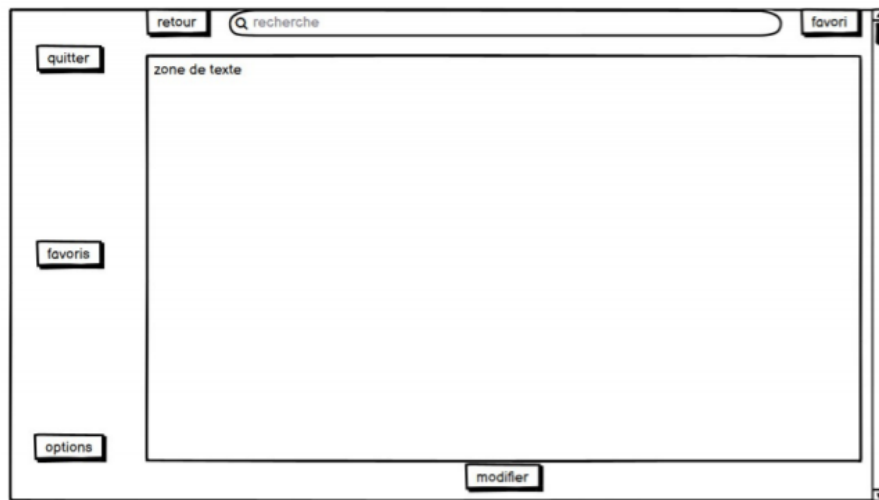 retour
recherche
favori
quitter
zone de texte
favoris
options
modifier